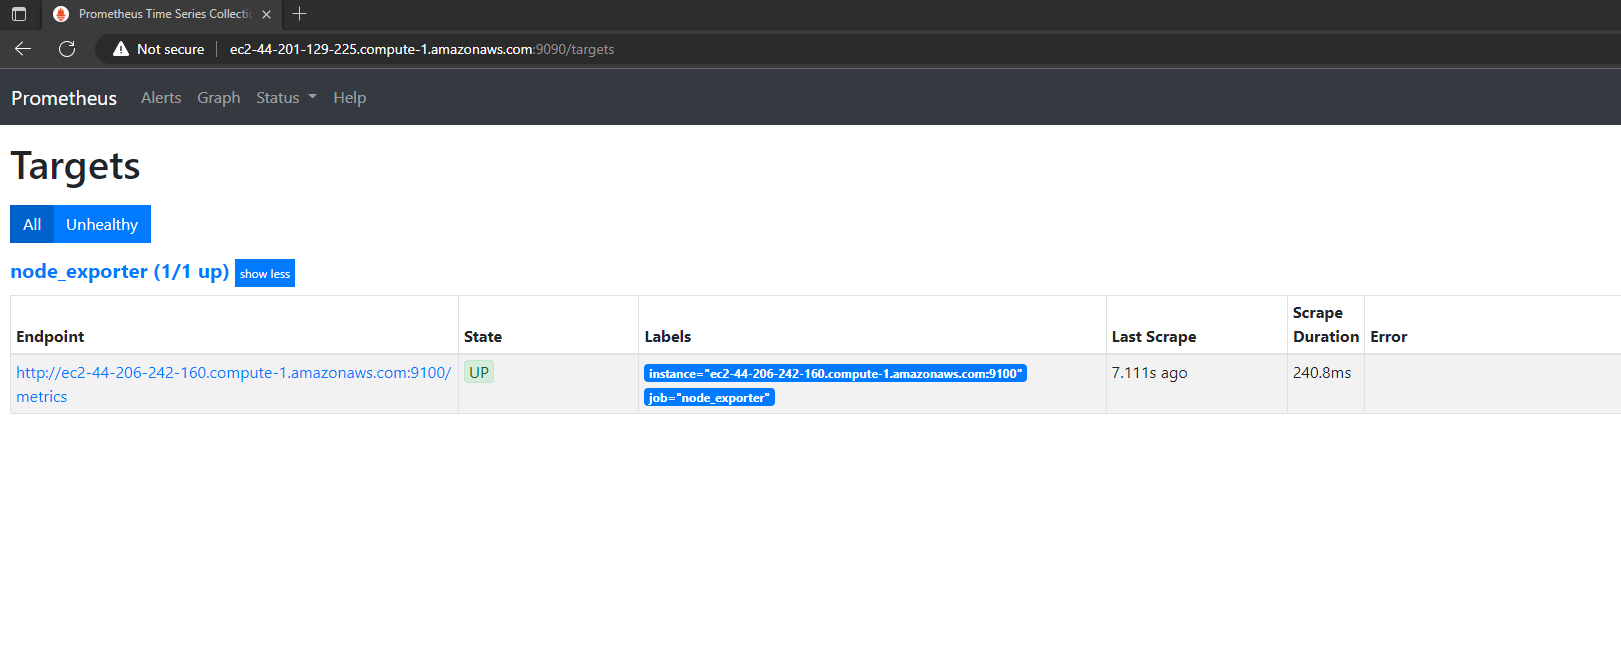 Prometheus Time Series Collectic
Not secure
ec2-44-201-129-225.compute-1.amazonaws.com:9090/targets
Prometheus Alerts Graph Status Help
Targets
All Unhealthy
node_exporter (1/1 up) show less
Endpoint State Labels Last Scrape Scrape Duration Error
http://ec2-44-206-242-160.compute-1.amazonaws.com:9100/
metrics
UP
instance="ec2-44-206-242-160.compute-1.amazonaws.com:9100"
job="node_exporter"
7.111s ago
240.8ms